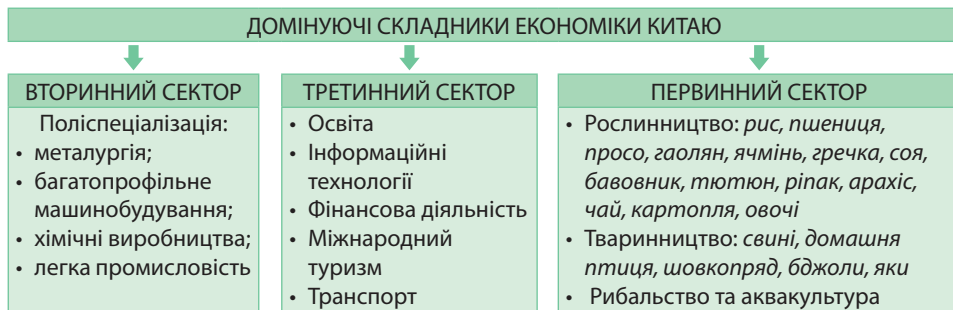 ДОМІНУЮЧІ СКЛАДНИКИ ЕКОНОМІКИ КИТАЮ
ВТОРИННИЙ СЕКТОР
Поліспеціалізація:
• металургія;
• багатопрофільне
машинобудування;
• хімічні виробництва;
• легка промисловість
ТРЕТИННИЙ СЕКТОР
• Освіта
• Інформаційні
технології
• Фінансова діяльність
• Міжнародний
туризм
• Транспорт
ПЕРВИННИЙ СЕКТОР
• Рослинництво: рис, пшениця,
просо, гаолян, ячмінь, гречка, соя,
бавовник, тютюн, ріпак, арахіс,
чай, картопля, овочі
• Тваринництво: свині, домашня
птиця, шовкопряд, бджоли, яки
• Рибальство та аквакультура